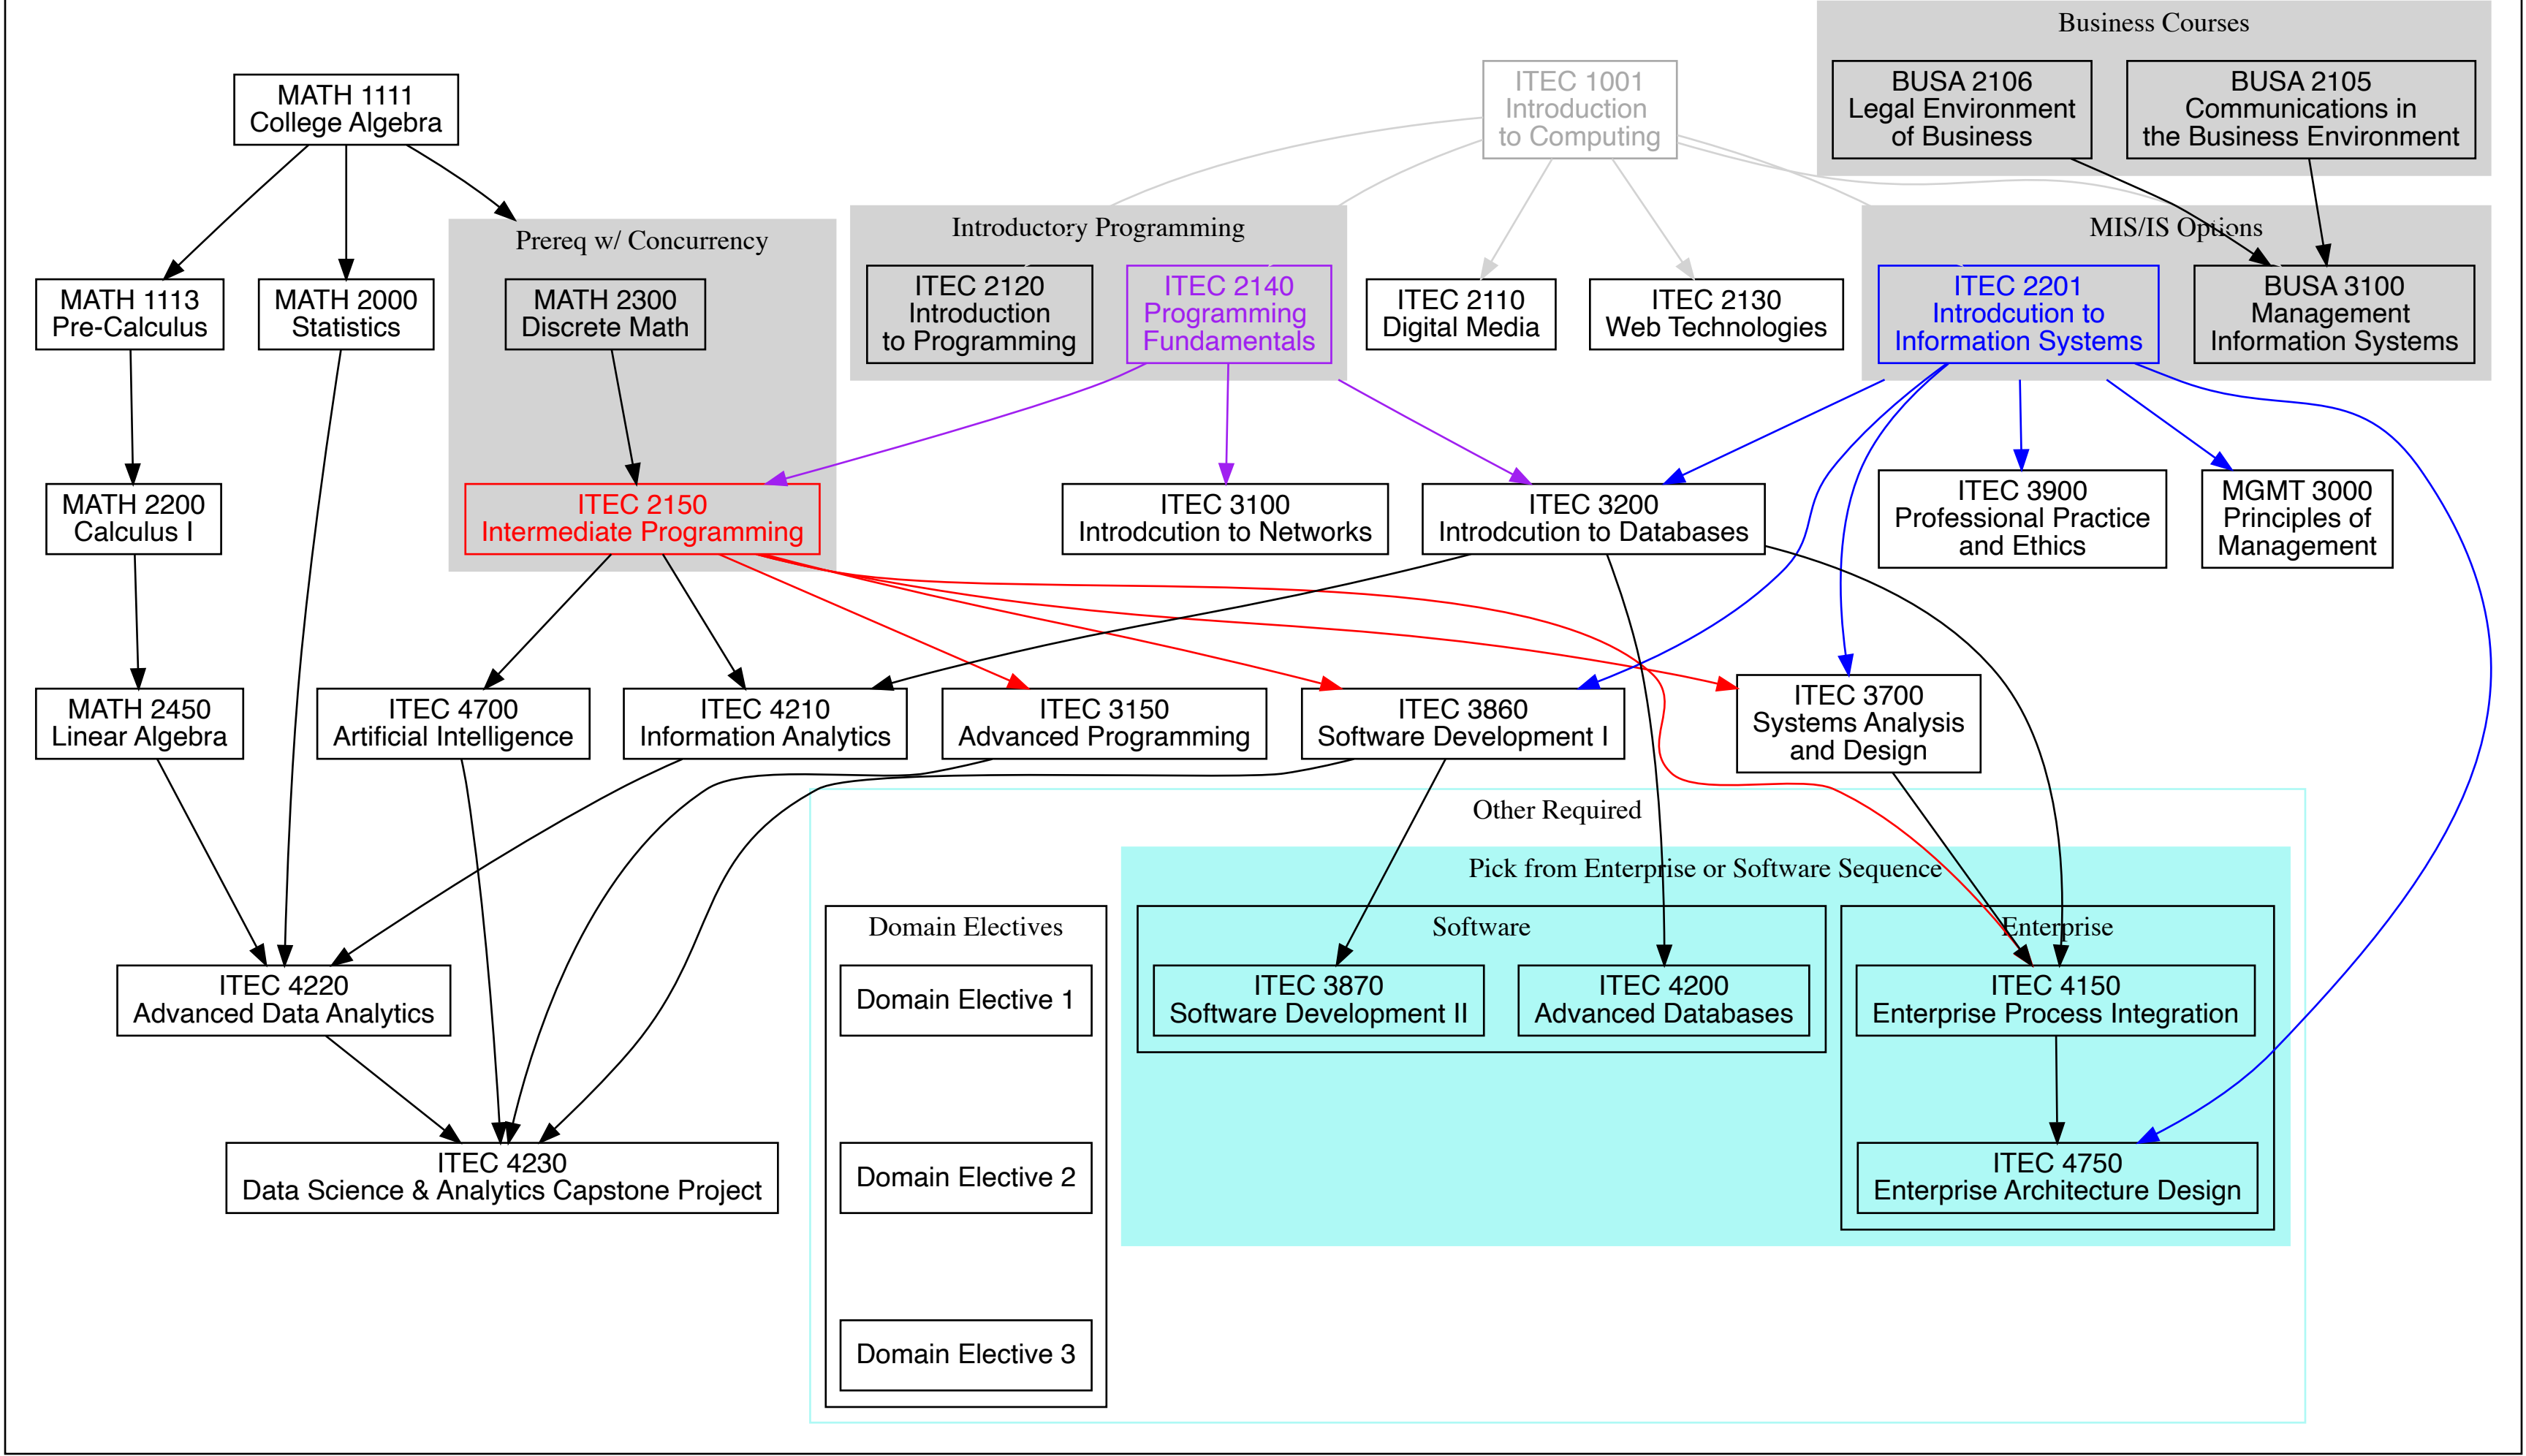 Business Courses
MATH 1111
College Algebra
ITEC 1001
Introduction
to Computing
BUSA 2106
Legal Environment
of Business
BUSA 2105
Communications in
the Business Environment
Prereq w/ Concurrency
Introductory Programming
MIS/IS Options
MATH 1113
Pre-Calculus
MATH 2000
Statistics
MATH 2300
Discrete Math
ITEC 2120
Introduction
to Programming
ITEC 2140
Programming
Fundamentals
ITEC 2110
Digital Media
ITEC 2130
Web Technologies
ITEC 2201
Introdcution to
Information Systems
BUSA 3100
Management
Information Systems
MATH 2200
Calculus I
ITEC 2150
Intermediate Programming
ITEC 3100
Introdcution to Networks
ITEC 3200
Introdcution to Databases
ITEC 3900
Professional Practice
and Ethics
MGMT 3000
Principles of
Management
MATH 2450
Linear Algebra
ITEC 4700
Artificial Intelligence
ITEC 4210
Information Analytics
ITEC 3150
Advanced Programming
ITEC 3860
Software Development I
ITEC 3700
Systems Analysis
and Design
Other Required
Pick from Enterprise or Software Sequence
Domain Electives
Software
Enterprise
ITEC 4220
Advanced Data Analytics
Domain Elective 1
ITEC 3870
Software Development II
ITEC 4200
Advanced Databases
ITEC 4150
Enterprise Process Integration
ITEC 4230
Data Science & Analytics Capstone Project
Domain Elective 2
ITEC 4750
Enterprise Architecture Design
Domain Elective 3